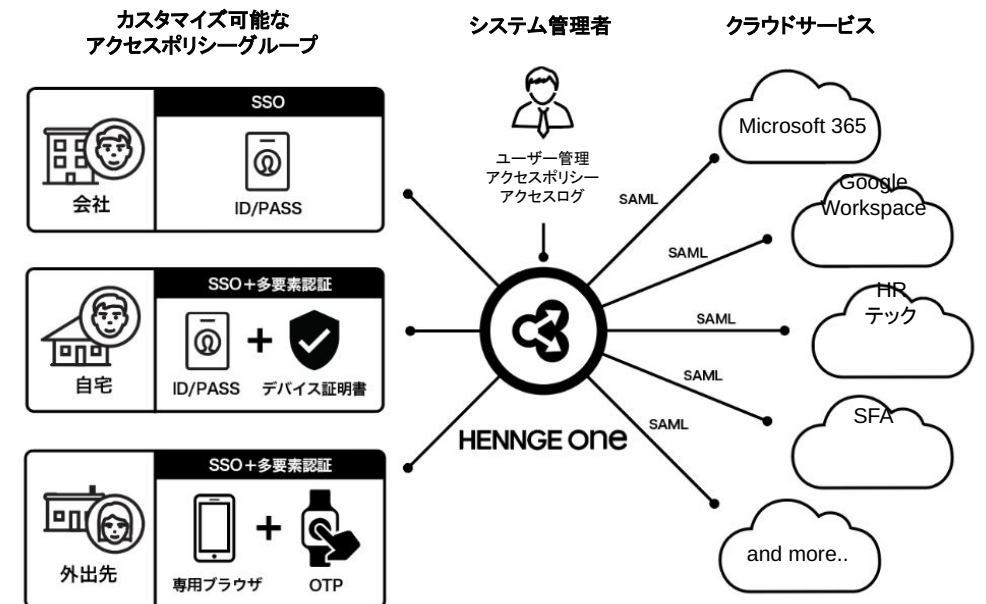 カスタマイズ可能な
アクセスポリシーグループ
システム管理者
クラウドサービス
SSO
会社
ID/PASS
SSO+多要素認証
自宅
ID/PASS
デバイス証明書
SSO+多要素認証
外出先
専用ブラウザ
OTP
ユーザー管理
アクセスポリシー
アクセスログ
HENNGE one
SAML
SAML
SAML
SAML
SAML
Microsoft 365
Google
Workspace
HR
テック
SFA
and more..